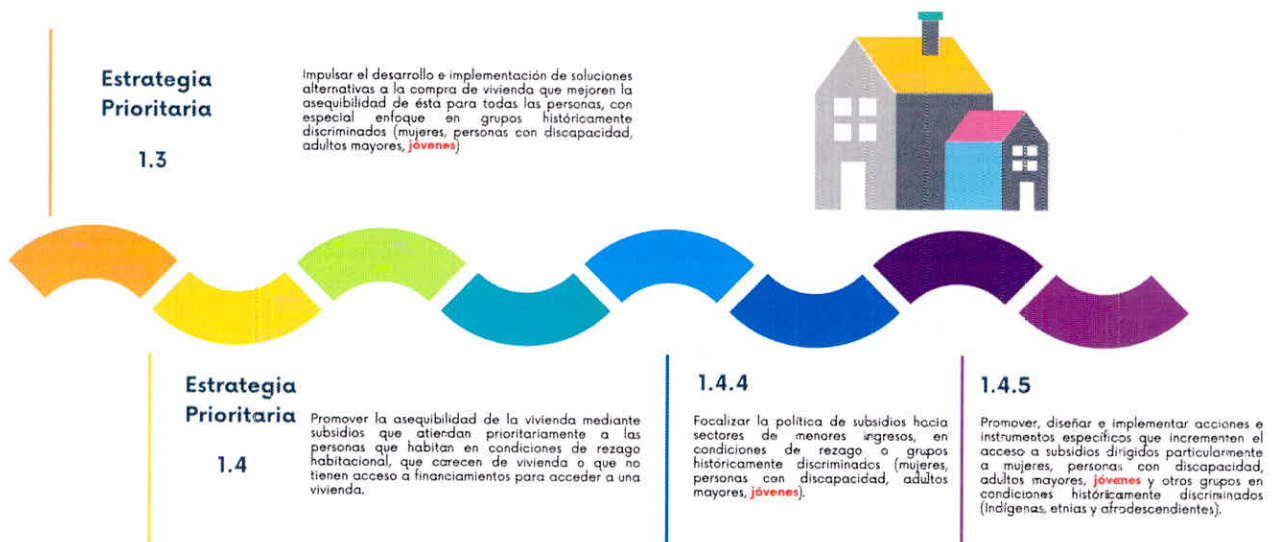 Estrategia
Prioritaria
1.3
Impulsar el desarrollo e implementación de soluciones
alternativas a la compra de vivienda que mejoren la
asequibilidad de ésta para todas las personas, con
especial enfoque en grupos históricamente
discriminados (mujeres, personas con discapacidad,
adultos mayores, jóvenes)
Estrategia
Prioritaria
1.4
Promover la asequibilidad de la vivienda mediante
subsidios que atiendan prioritariamente a las
personas que habitan en condiciones de rezago
habitacional, que carecen de vivienda o que no
tienen acceso a financiamientos para acceder a una
vivienda.
1.4.4
Focalizar la política de subsidios hacia
sectores de menores ingresos, en
condiciones de rezago o grupos
históricamente discriminados (mujeres,
personas con discapacidad, adultos
mayores, jóvenes).
1.4.5
Promover, diseñar e implementar acciones e
instrumentos específicos que incrementen el
acceso a subsidios dirigidos particularmente
a mujeres, personas con discapacidad,
adultos mayores, jóvenes y otros grupos en
condiciones históricamente discriminados
(Indígenas, etnias y afrodescendientes).